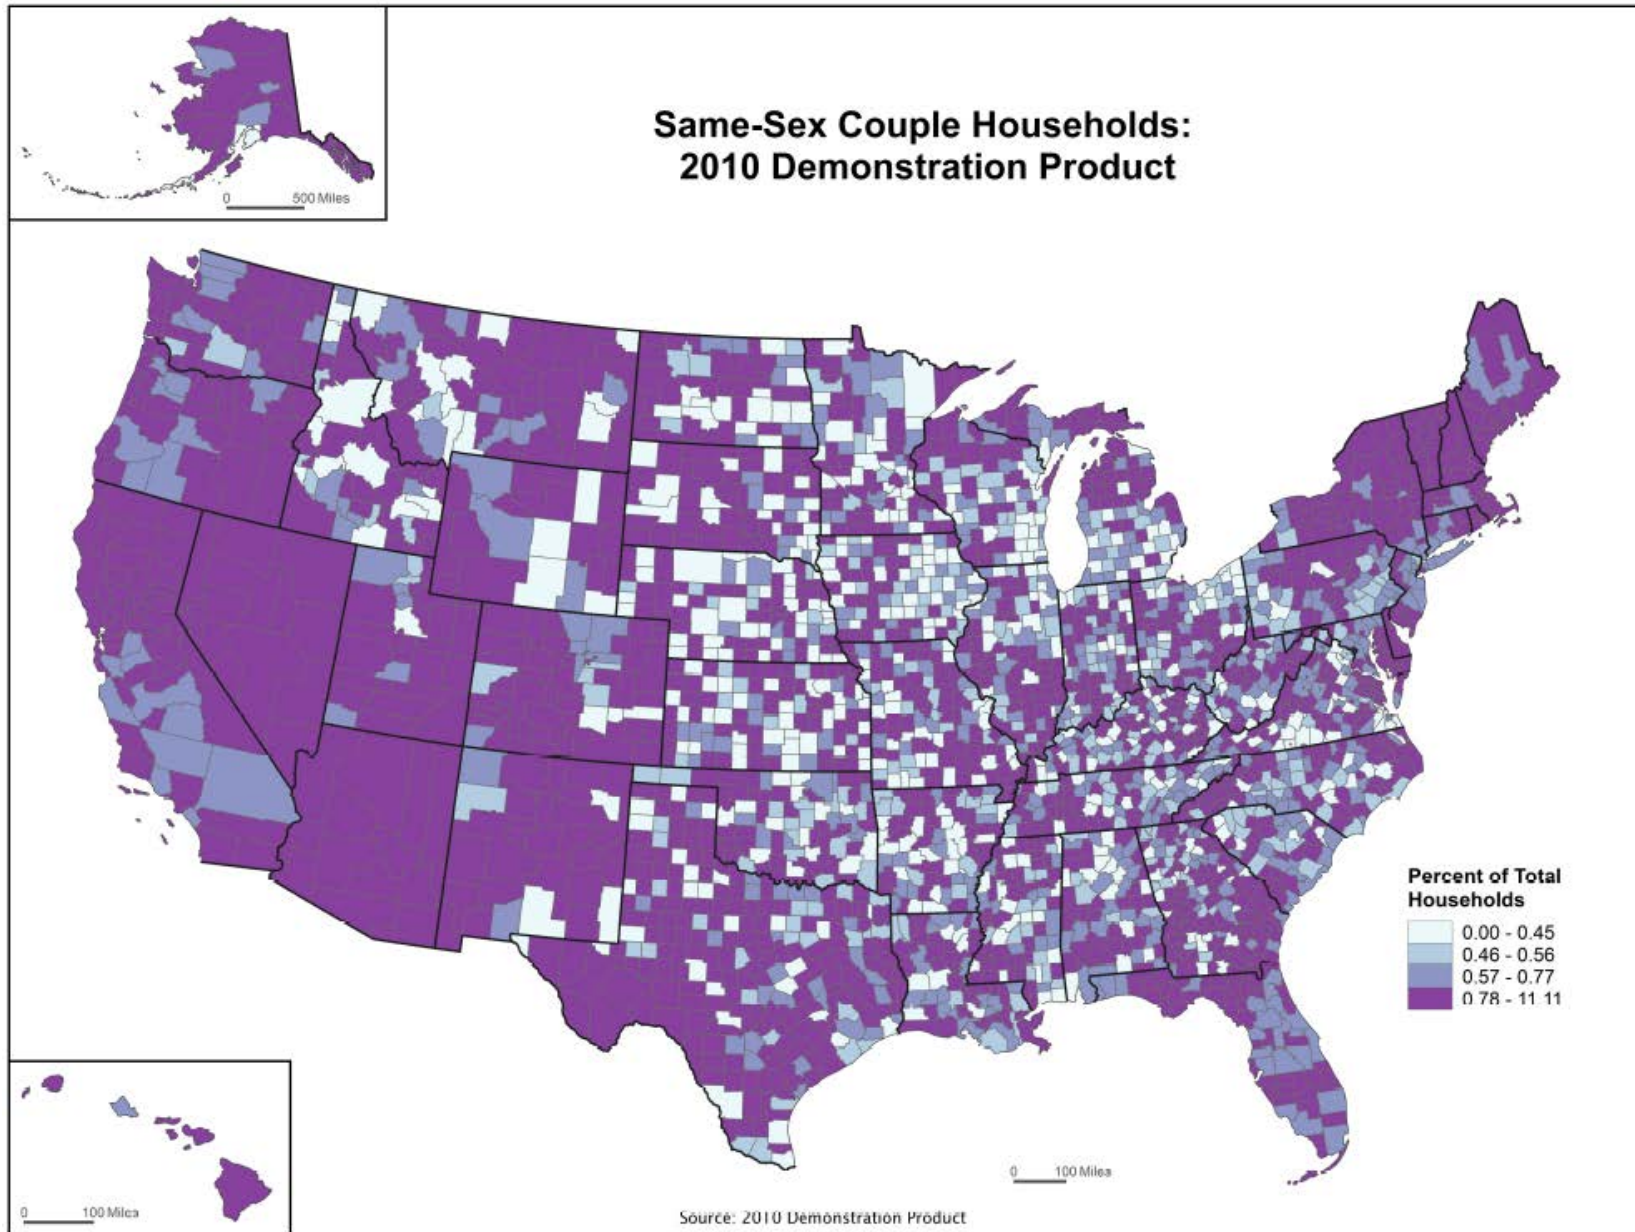 0 500 Miles
Same-Sex Couple Households:
2010 Demonstration Product
Percent of Total
Households
0.00 - 0.45
0.46 - 0.56
0.57 - 0.77
0.78 - 11.11
0 100 Miles
0 100 Miles
Source: 2010 Demonstration Product